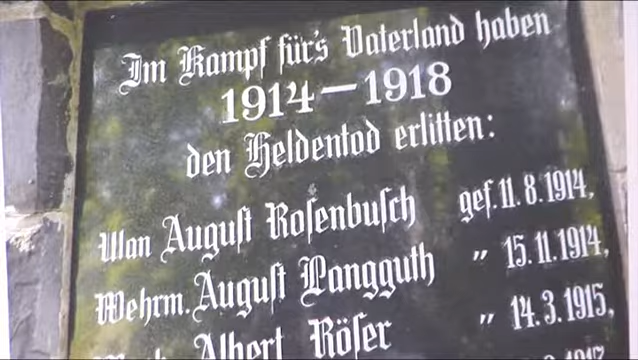 Im Kampf für's Vaterland haben
1914–1918
den Heldentod erlitten:
Ulan August Rosenbusch gef. 11. 8. 1914,
Wehrm. August Langguth " 15. 11. 1914,
Albert Röser " 14. 3. 1915,